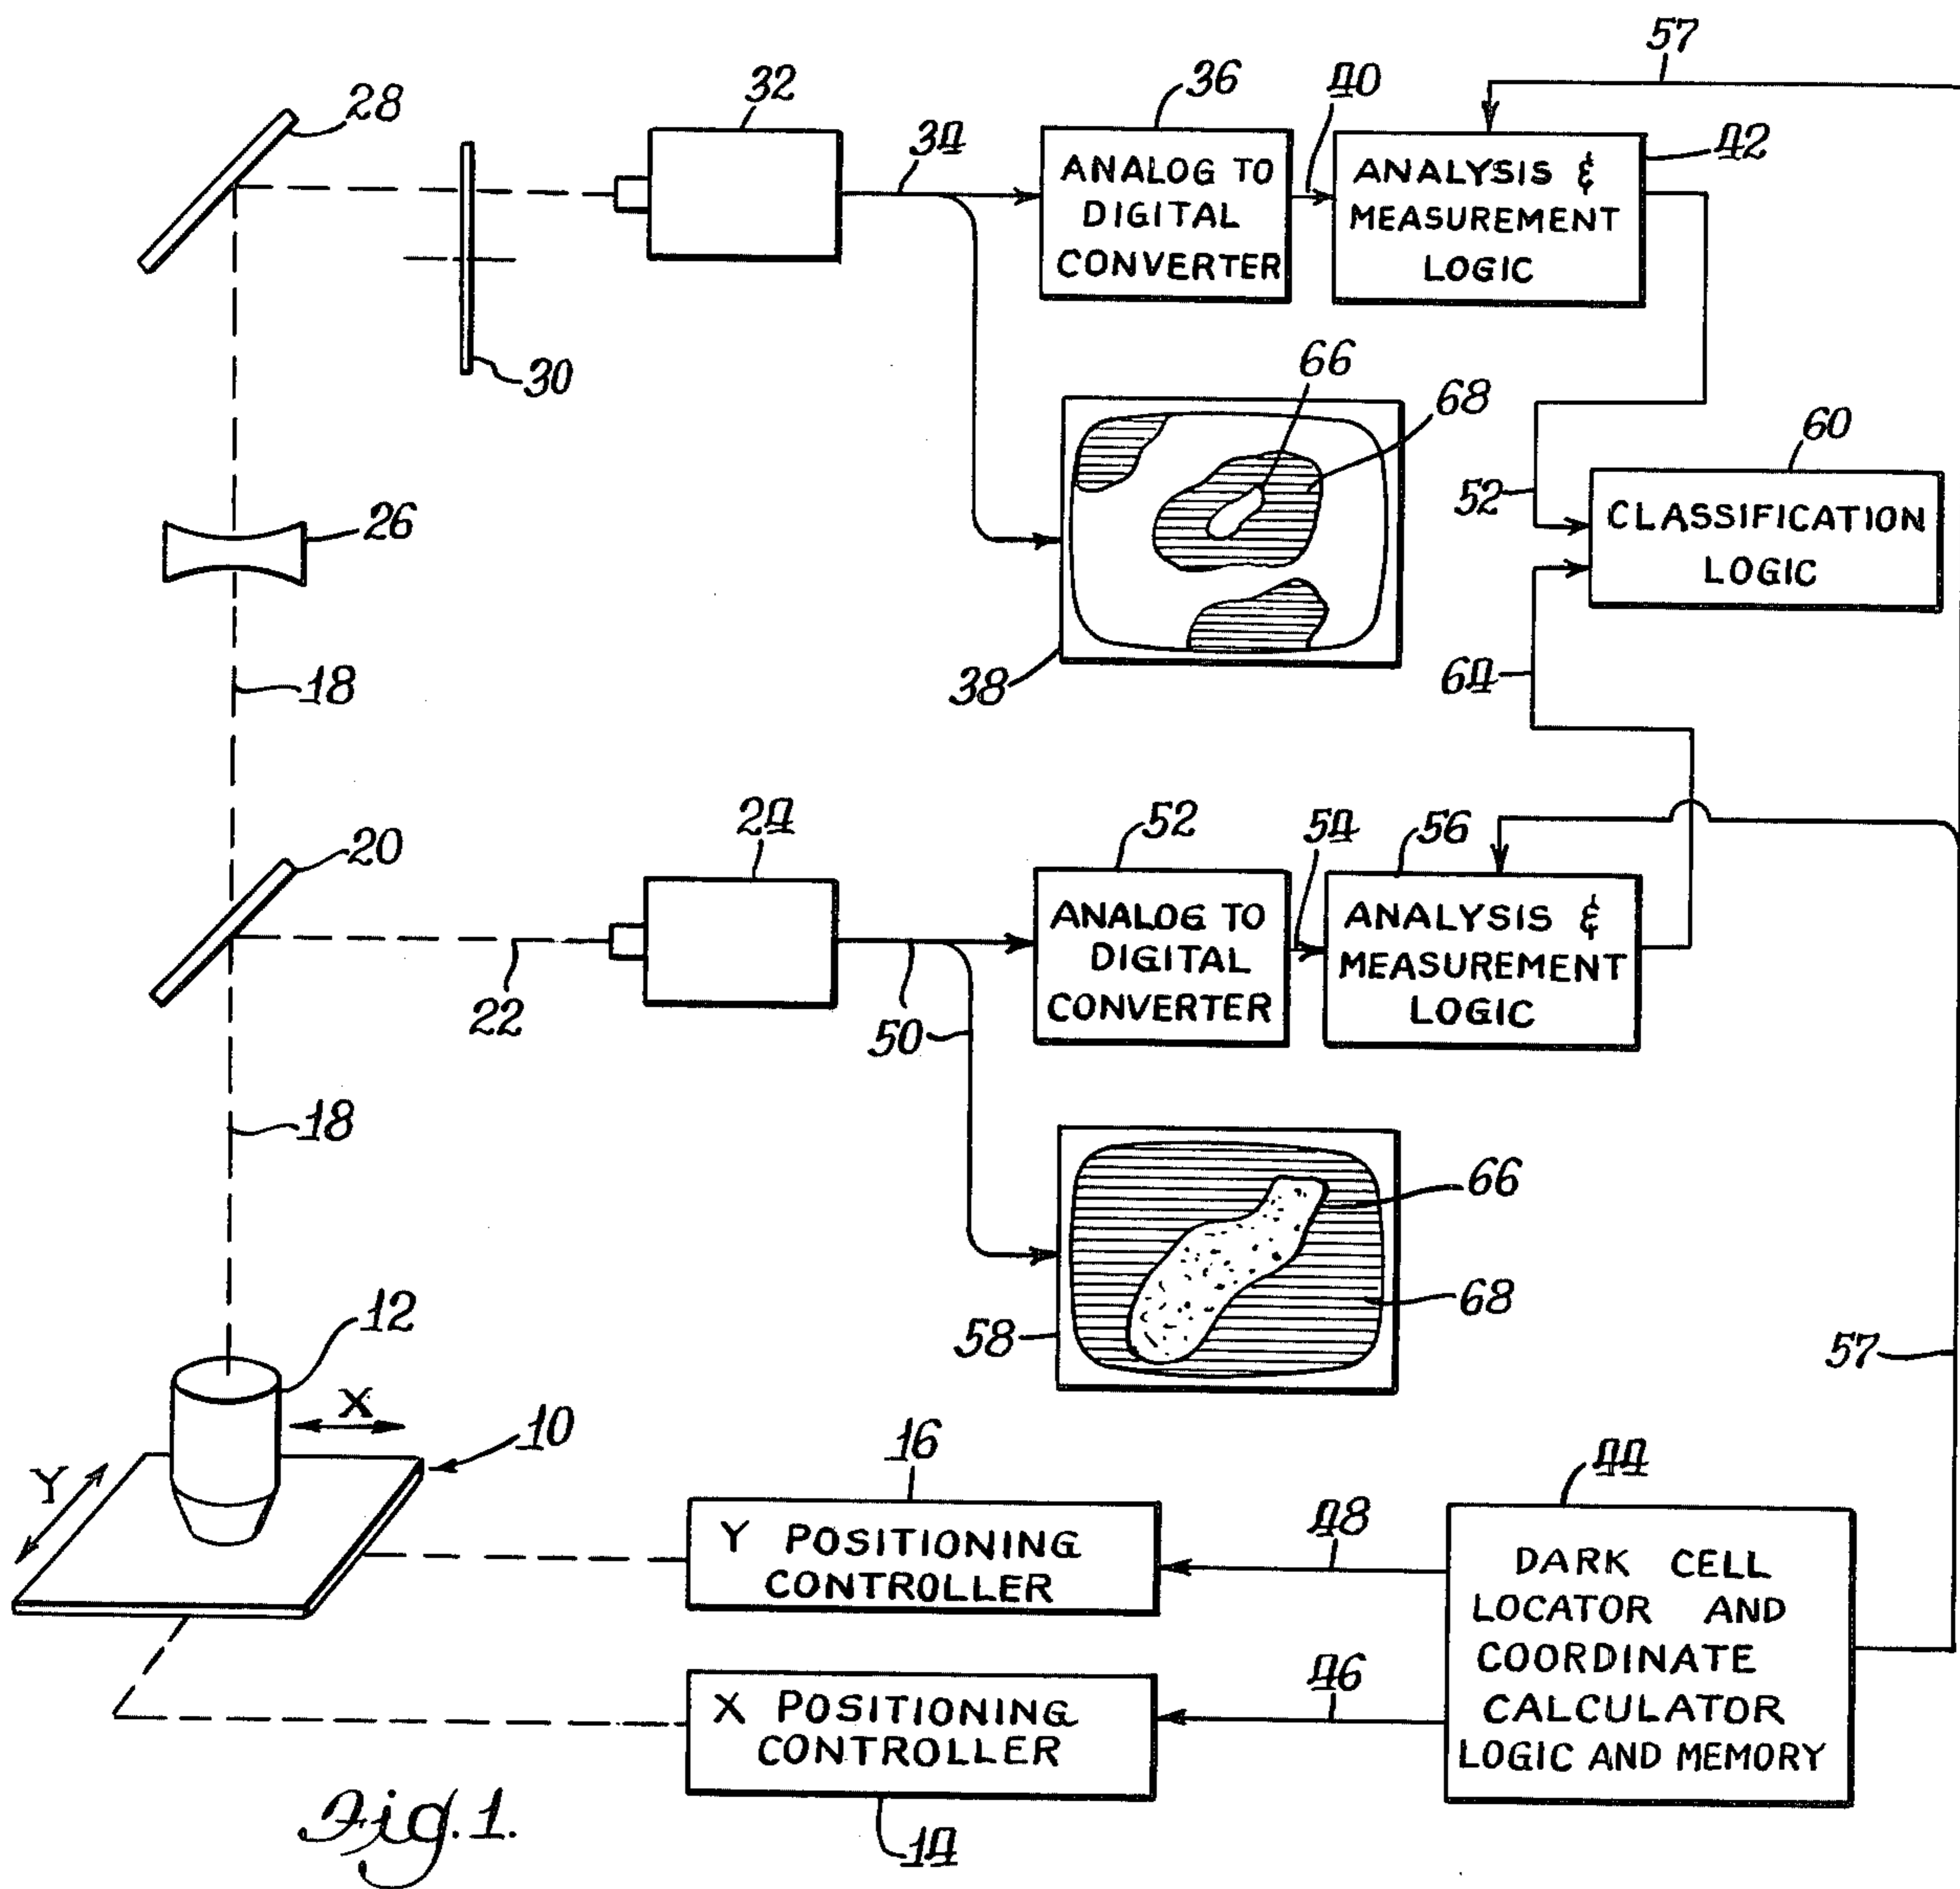 57
28
32
36
40
34
42
ANALOG TO
DIGITAL
CONVERTER
ANALYSIS &
MEASUREMENT
LOGIC
30
66
68
60
26
52
CLASSIFICATION
LOGIC
18
38
64
20
24
52
54
56
ANALOG TO
DIGITAL
CONVERTER
ANALYSIS &
MEASUREMENT
LOGIC
22
50
18
66
68
58
12
57
X
10
Y
16
44
Y POSITIONING
CONTROLLER
48
DARK CELL
LOCATOR AND
COORDINATE
CALCULATOR
LOGIC AND MEMORY
X POSITIONING
CONTROLLER
46
14
Fig. 1.